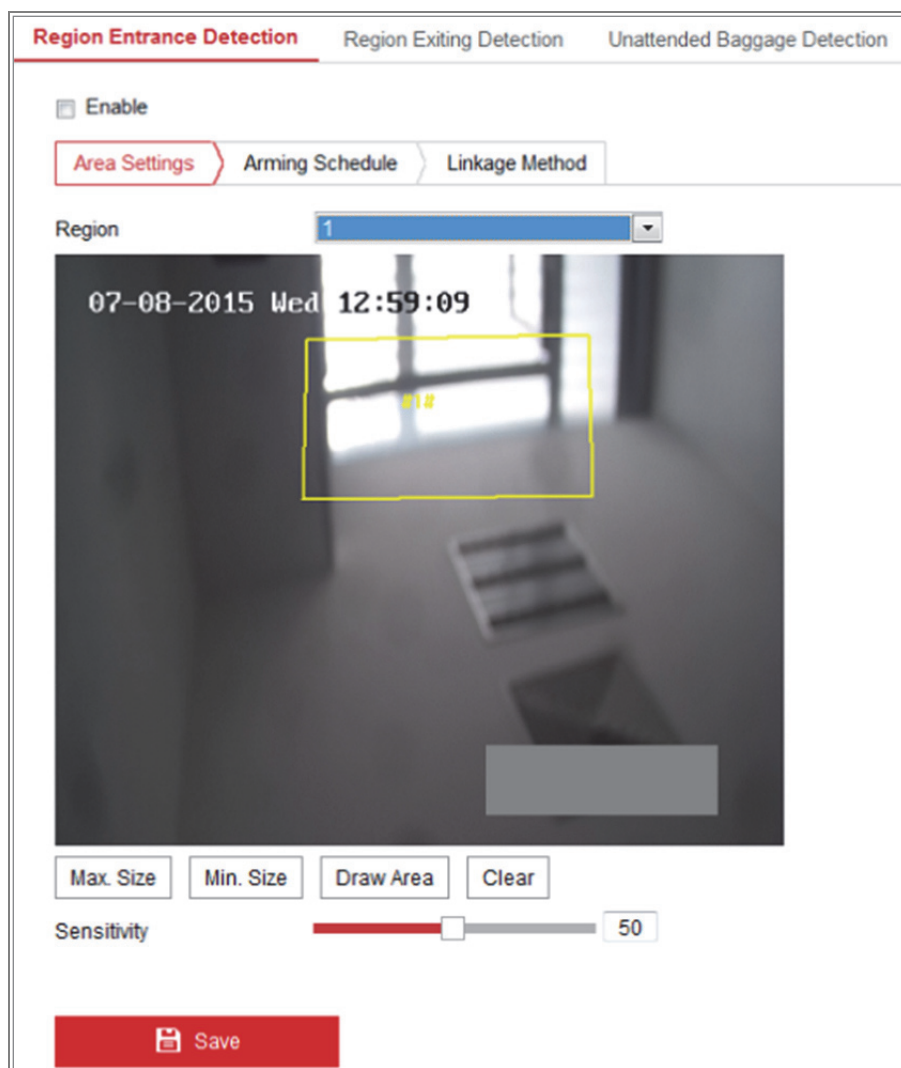 Region Entrance Detection Region Exiting Detection Unattended Baggage Detection
Enable
Area Settings Arming Schedule Linkage Method
Region 1
07-08-2015 Wed 12:59:09
#1#
Max. Size Min. Size Draw Area Clear
Sensitivity 50
Save